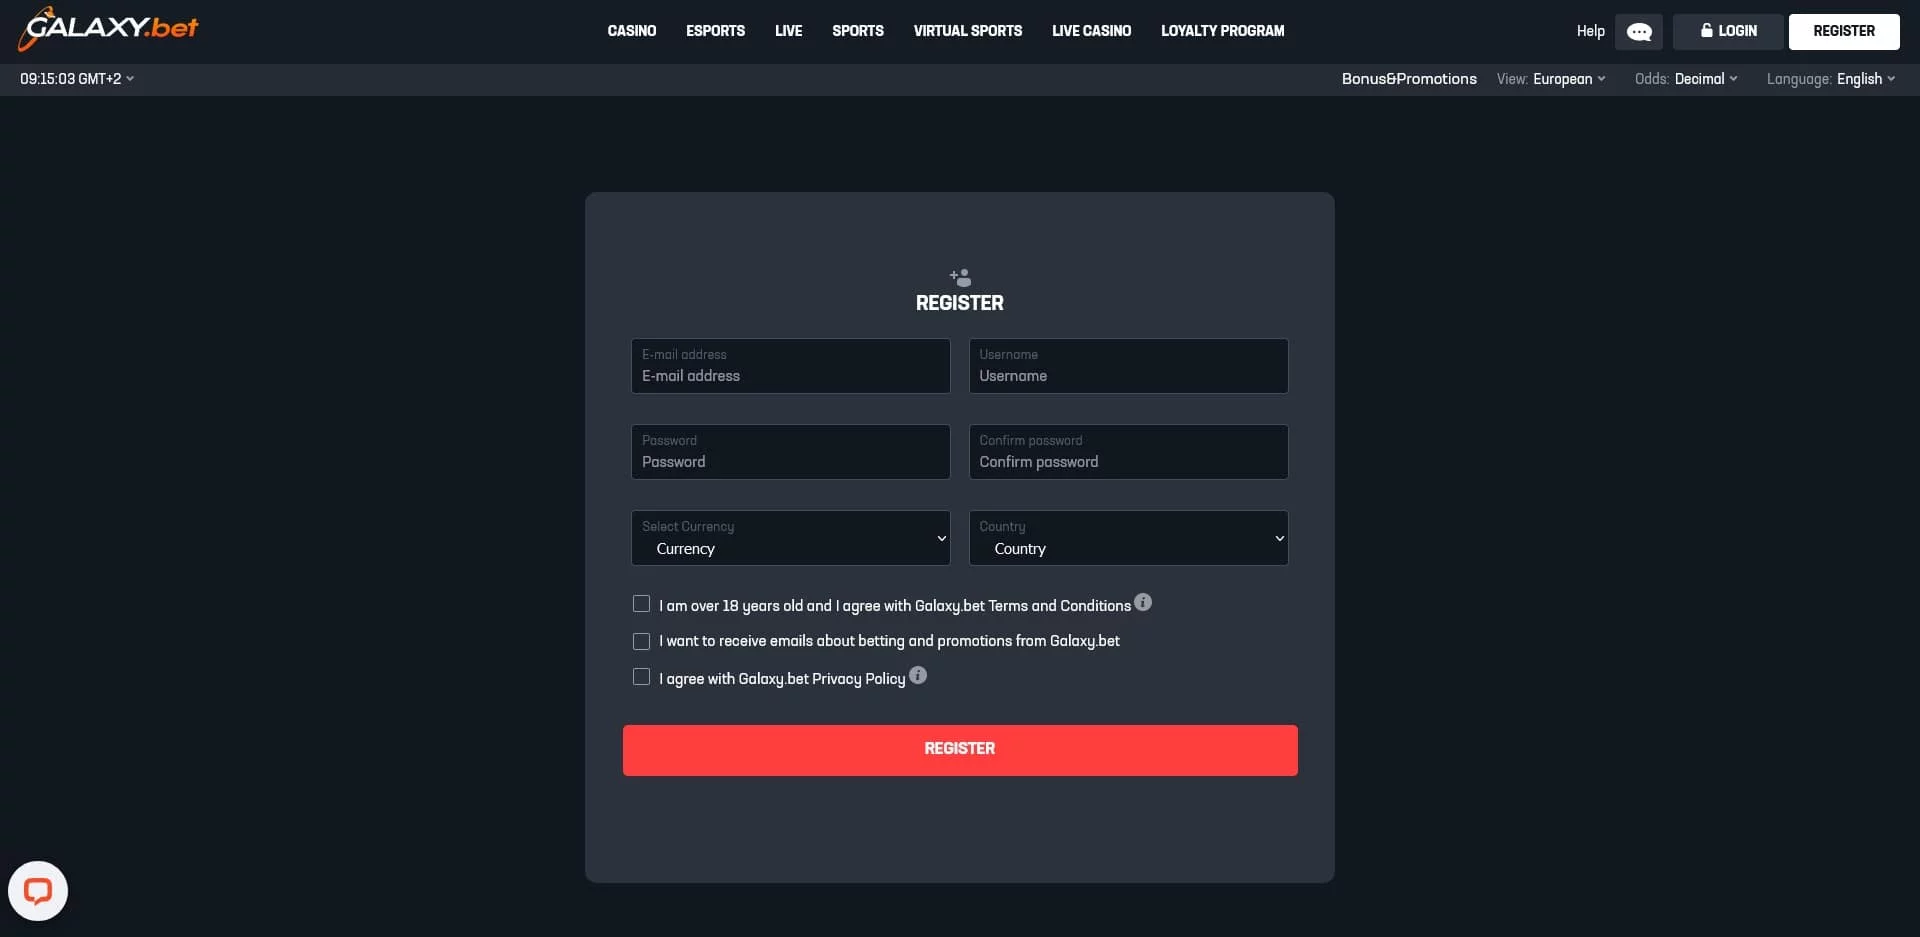 GALAXY.bet
CASINO ESPORTS LIVE SPORTS VIRTUAL SPORTS LIVE CASINO LOYALTY PROGRAM Help LOGIN REGISTER
09:15:03 GMT+2 Bonus&Promotions View: European Odds: Decimal Language: English
REGISTER
E-mail address Username
E-mail address Username
Password Confirm password
Password Confirm password
Select Currency Country
Currency Country
I am over 18 years old and I agree with Galaxy.bet Terms and Conditions
I want to receive emails about betting and promotions from Galaxy.bet
I agree with Galaxy.bet Privacy Policy
REGISTER